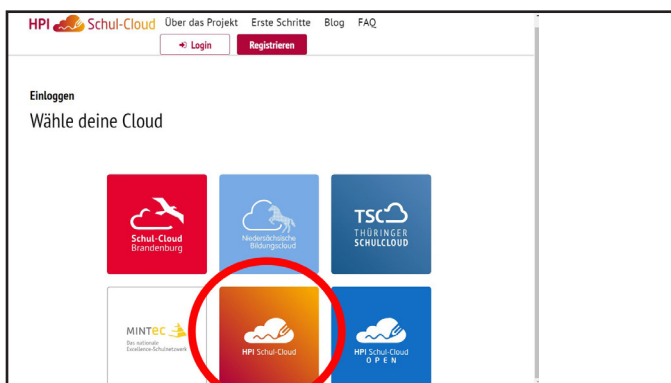 HPI Schul-Cloud Über das Projekt Erste Schritte Blog FAQ
Login Registrieren
Einloggen
Wähle deine Cloud
Schul-Cloud
Brandenburg
Niedersächsische
Bildungscloud
TSC
THÜRINGER
SCHULCLOUD
MINTec
Das nationale
Excellence-Schulnetzwerk
HPI Schul-Cloud
HPI Schul-Cloud
OPEN